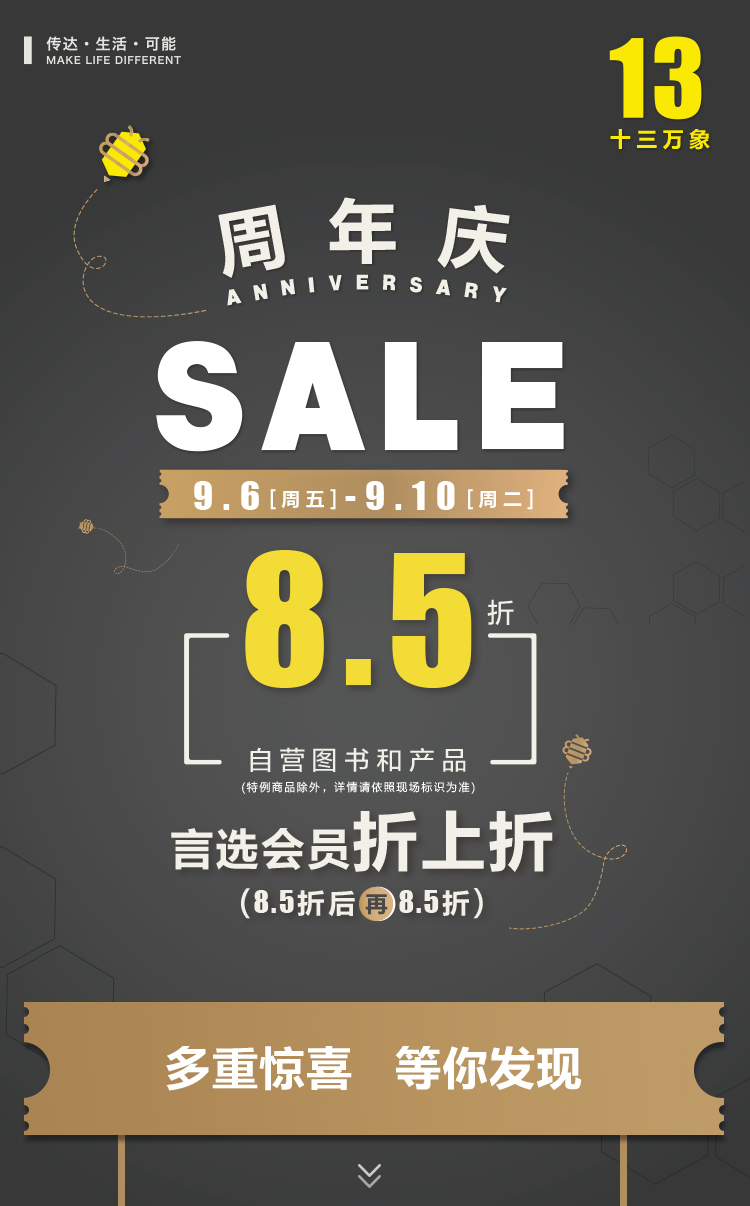 传达·生活·可能
MAKE LIFE DIFFERENT
13
十三万象
周年庆
ANNIVERSARY
SALE
9.6[周五]-9.10[周二]
8.5折
自营图书和产品
(特例商品除外，详情请依照现场标识为准)
言选会员折上折
(8.5折后再8.5折)
多重惊喜 等你发现